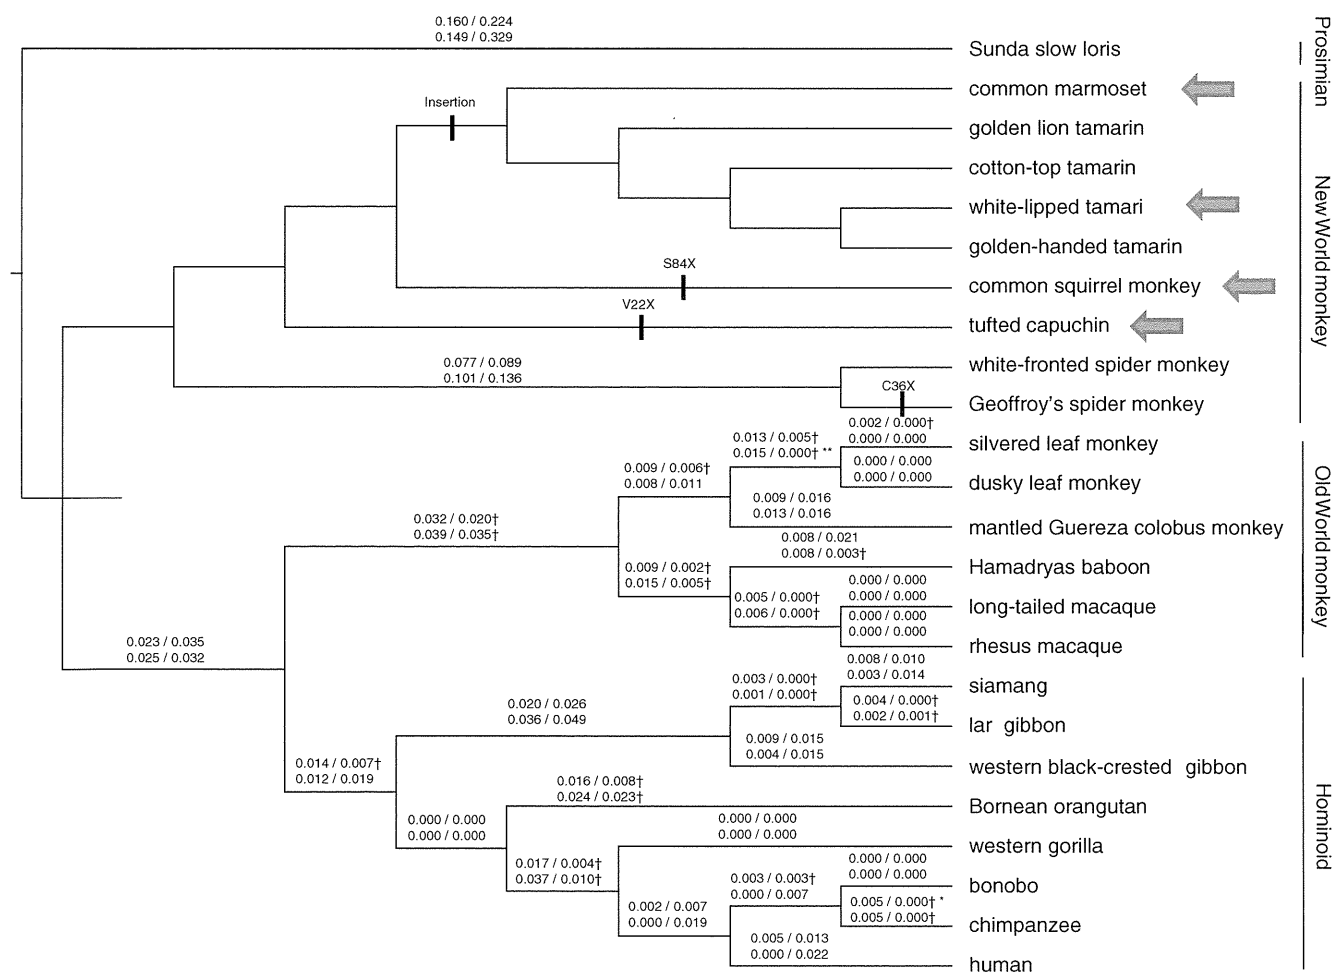 0.160 / 0.224
0.149 / 0.329
Sunda slow loris
Prosimian
common marmoset
Insertion
golden lion tamarin
cotton-top tamarin
white-lipped tamari
golden-handed tamarin
S84X
common squirrel monkey
V22X
tufted capuchin
New World monkey
0.077 / 0.089
0.101 / 0.136
white-fronted spider monkey
C36X
Geoffroy's spider monkey
0.002 / 0.000†
0.000 / 0.000
silvered leaf monkey
0.013 / 0.005†
0.015 / 0.000† **
0.000 / 0.000
0.000 / 0.000
dusky leaf monkey
0.009 / 0.006†
0.008 / 0.011
0.009 / 0.016
0.013 / 0.016
mantled Guereza colobus monkey
0.032 / 0.020†
0.039 / 0.035†
0.008 / 0.021
0.008 / 0.003†
Hamadryas baboon
0.009 / 0.002†
0.015 / 0.005†
0.000 / 0.000
0.000 / 0.000
long-tailed macaque
0.005 / 0.000†
0.006 / 0.000†
0.000 / 0.000
0.000 / 0.000
rhesus macaque
Old World monkey
0.023 / 0.035
0.025 / 0.032
0.008 / 0.010
0.003 / 0.014
siamang
0.003 / 0.000†
0.001 / 0.000†
0.004 / 0.000†
0.002 / 0.001†
lar gibbon
0.020 / 0.026
0.036 / 0.049
0.009 / 0.015
0.004 / 0.015
western black-crested gibbon
0.014 / 0.007†
0.012 / 0.019
0.016 / 0.008†
0.024 / 0.023†
Bornean orangutan
0.000 / 0.000
0.000 / 0.000
0.000 / 0.000
0.000 / 0.000
western gorilla
0.017 / 0.004†
0.037 / 0.010†
0.000 / 0.000
0.000 / 0.000
bonobo
0.003 / 0.003†
0.000 / 0.007
0.005 / 0.000† *
0.005 / 0.000†
chimpanzee
0.002 / 0.007
0.000 / 0.019
0.005 / 0.013
0.000 / 0.022
human
Hominoid